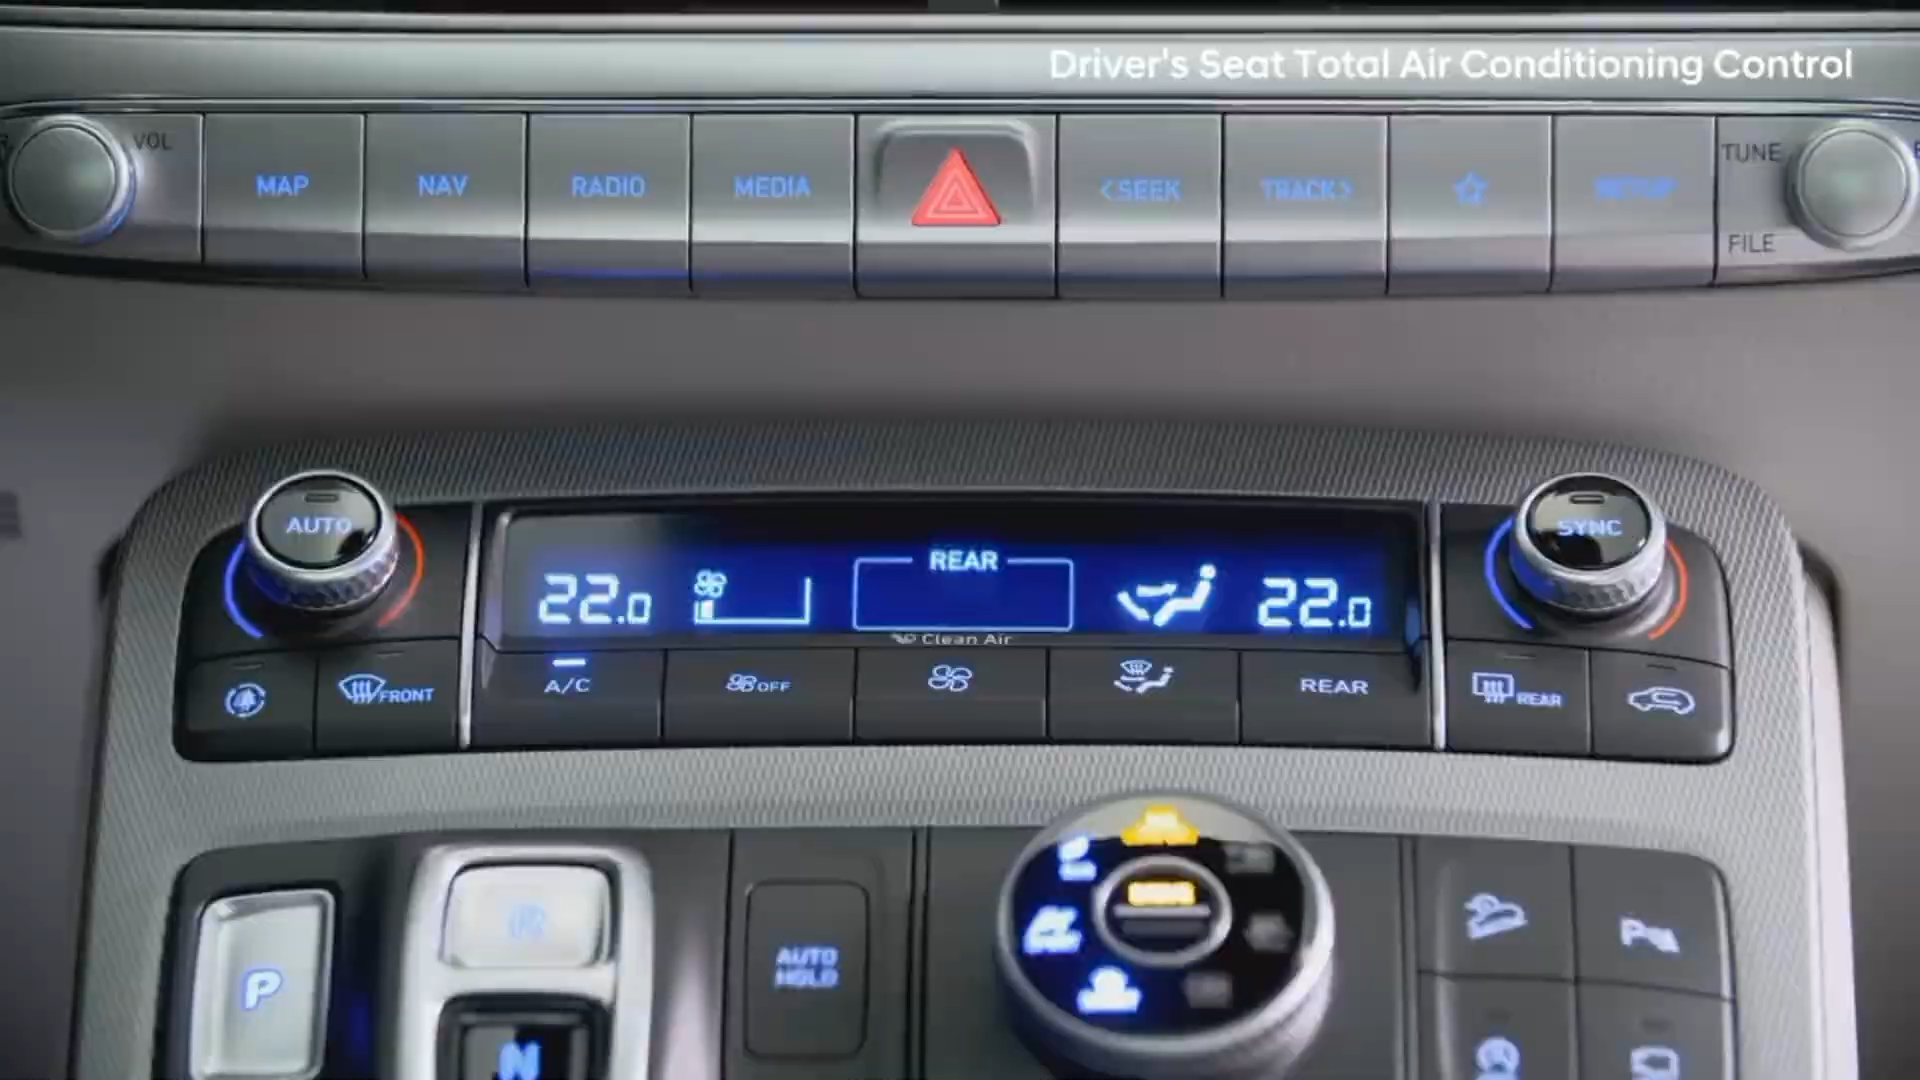 Driver's Seat Total Air Conditioning Control
VOL
MAP
NAV
RADIO
MEDIA
<SEEK
TRACK>
SETUP
TUNE
FILE
AUTO
22.0
REAR
22.0
SYNC
Clean Air
FRONT
A/C
OFF
REAR
REAR
P
R
AUTO
HOLD
N
P